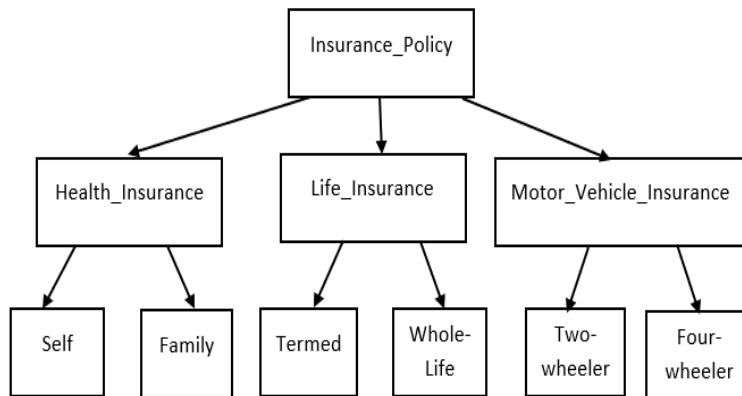 Insurance_Policy
Health_Insurance
Life_Insurance
Motor_Vehicle_Insurance
Self
Family
Termed
Whole-
Life
Two-
wheeler
Four-
wheeler